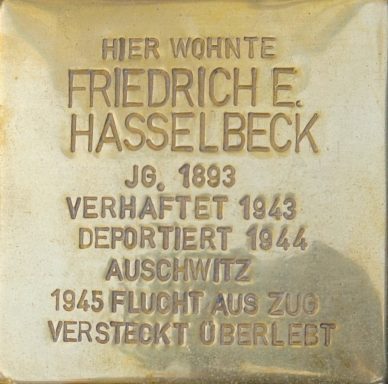 HIER WOHNTE
FRIEDRICH E.
HASSELBECK
JG. 1893
VERHAFTET 1943
DEPORTIERT 1944
AUSCHWITZ
1945 FLUCHT AUS ZUG
VERSTECKT ÜBERLEBT